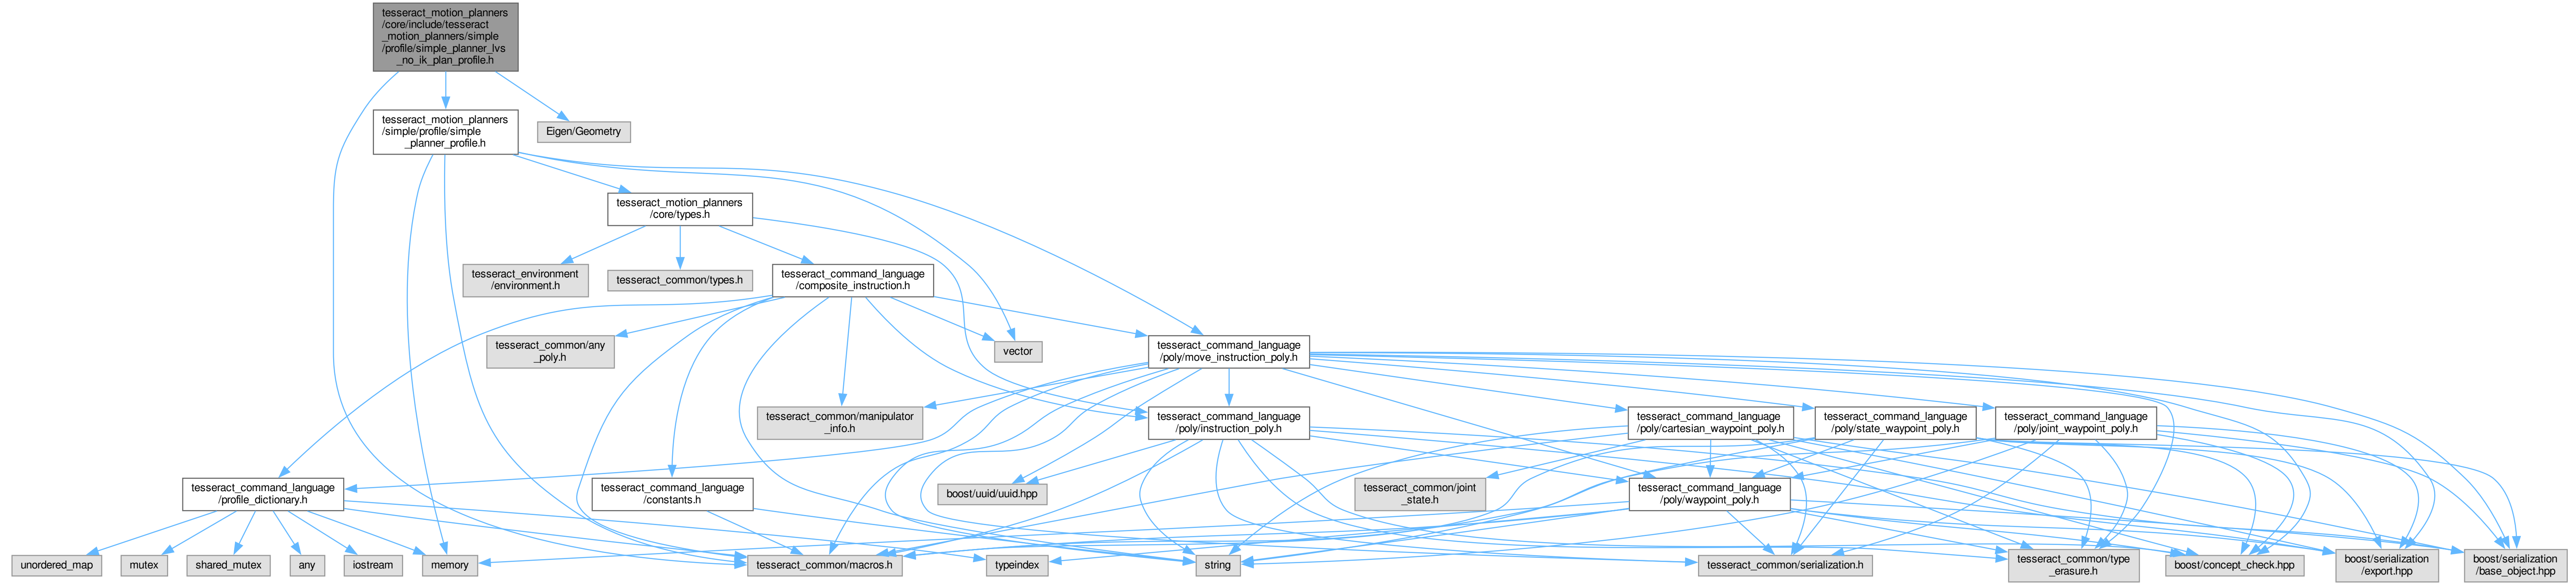 tesseract_motion_planners
/core/include/tesseract
_motion_planners/simple
/profile/simple_planner_lvs
_no_ik_plan_profile.h
tesseract_motion_planners
/simple/profile/simple
_planner_profile.h
Eigen/Geometry
tesseract_motion_planners
/core/types.h
tesseract_environment
/environment.h
tesseract_common/types.h
tesseract_command_language
/composite_instruction.h
tesseract_common/any
_poly.h
vector
tesseract_command_language
/poly/move_instruction_poly.h
tesseract_common/manipulator
_info.h
tesseract_command_language
/poly/instruction_poly.h
tesseract_command_language
/poly/cartesian_waypoint_poly.h
tesseract_command_language
/poly/state_waypoint_poly.h
tesseract_command_language
/poly/joint_waypoint_poly.h
tesseract_command_language
/profile_dictionary.h
tesseract_command_language
/constants.h
boost/uuid/uuid.hpp
tesseract_common/joint
_state.h
tesseract_command_language
/poly/waypoint_poly.h
unordered_map
mutex
shared_mutex
any
iostream
memory
tesseract_common/macros.h
typeindex
string
tesseract_common/serialization.h
tesseract_common/type
_erasure.h
boost/concept_check.hpp
boost/serialization
/export.hpp
boost/serialization
/base_object.hpp